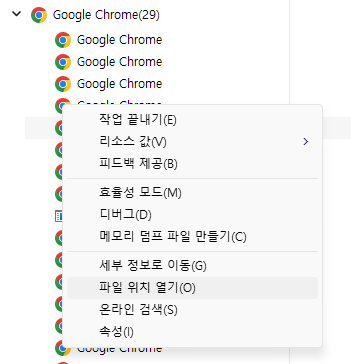 Google Chrome(29)
Google Chrome
Google Chrome
Google Chrome
작업 끝내기(E)
리소스 값(V)
피드백 제공(B)
효율성 모드(M)
디버그(D)
메모리 덤프 파일 만들기(C)
세부 정보로 이동(G)
파일 위치 열기(O)
온라인 검색(S)
속성(I)
Google Chrome